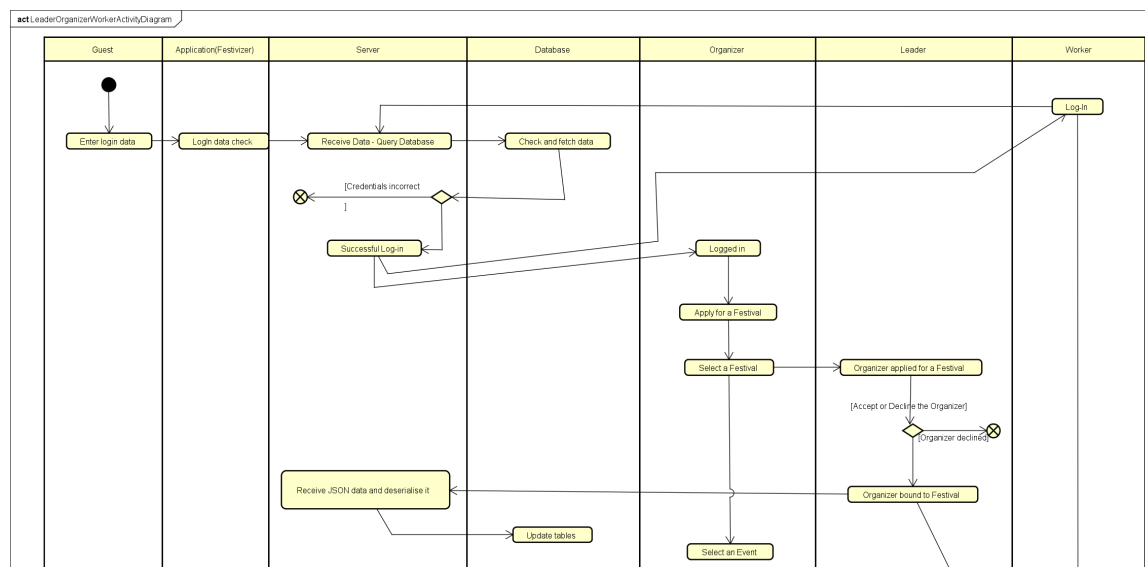 act LeaderOrganizerWorkerActivityDiagram
Guest
Application(Festivizer)
Server
Database
Organizer
Leader
Worker
Log-In
Enter login data
LogIn data check
Receive Data - Query Database
Check and fetch data
[Credentials incorrect
]
Successful Log-in
Logged in
Apply for a Festival
Select a Festival
Organizer applied for a Festival
[Accept or Decline the Organizer]
[Organizer declined]
Receive JSON data and deserialise it
Organizer bound to Festival
Update tables
Select an Event